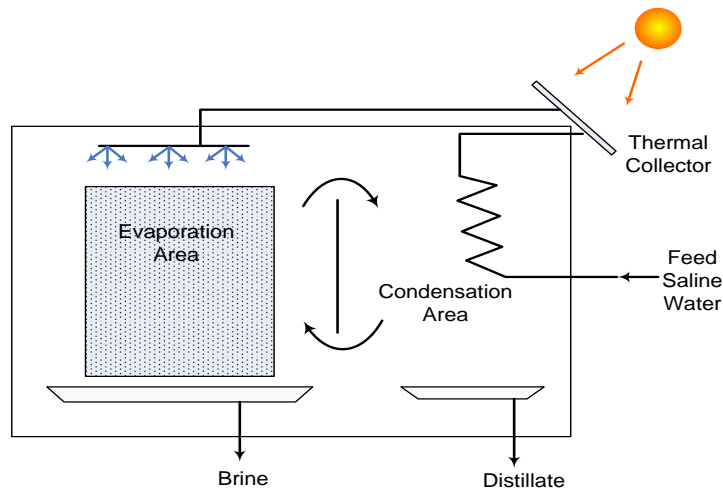 Thermal
Collector
Evaporation
Area
Feed
Saline
Water
Condensation
Area
Brine
Distillate